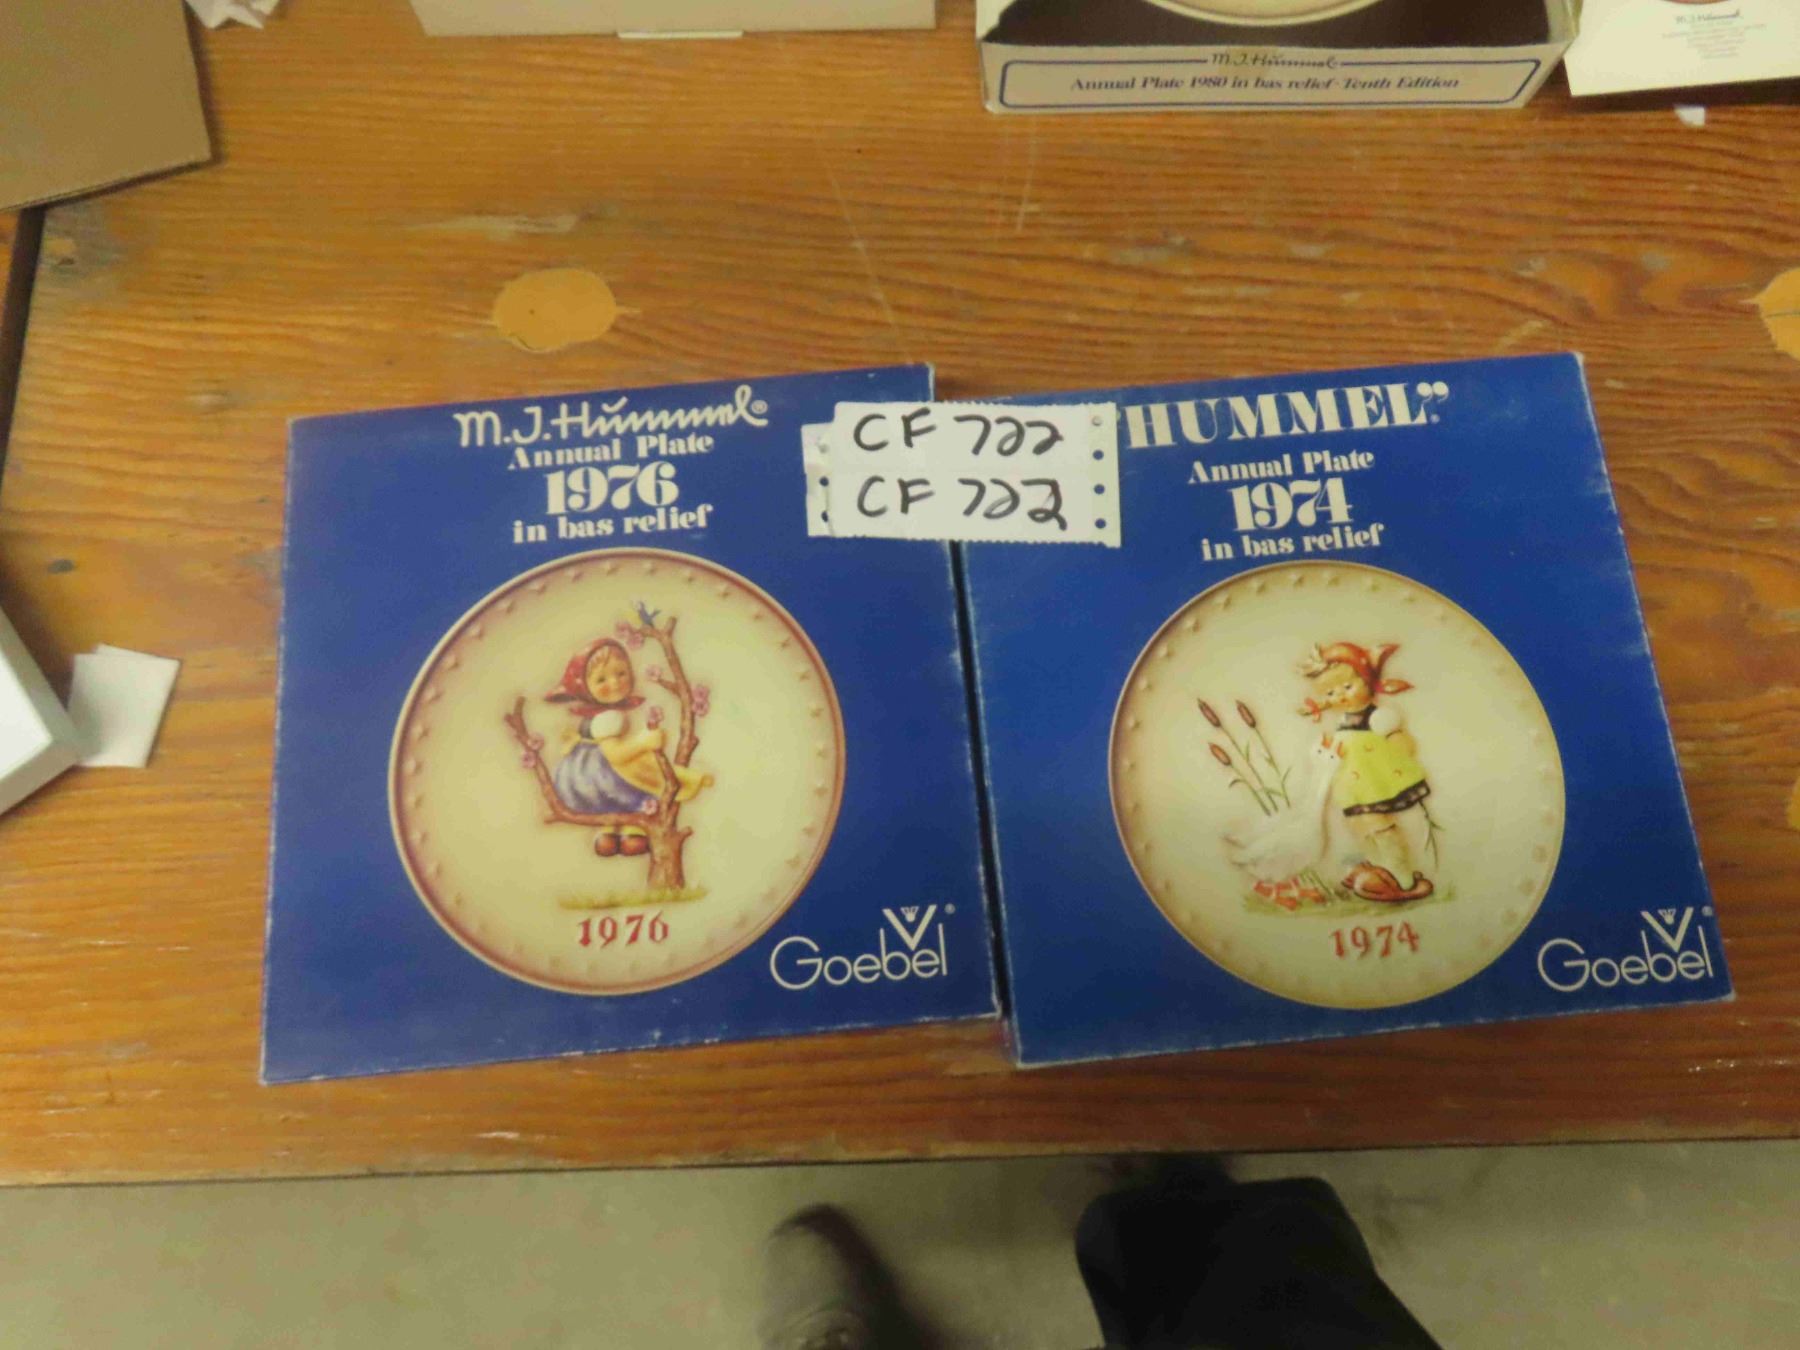 M.J.Hummel
Annual Plate 1980 in bas relief-Tenth Edition
M.J.Hummel
M.J.Hummel®
Annual Plate
1976
in bas relief
1976
Goebel®
CF 722
CF 722
HUMMEL”®
Annual Plate
1974
in bas relief
1974
Goebel®